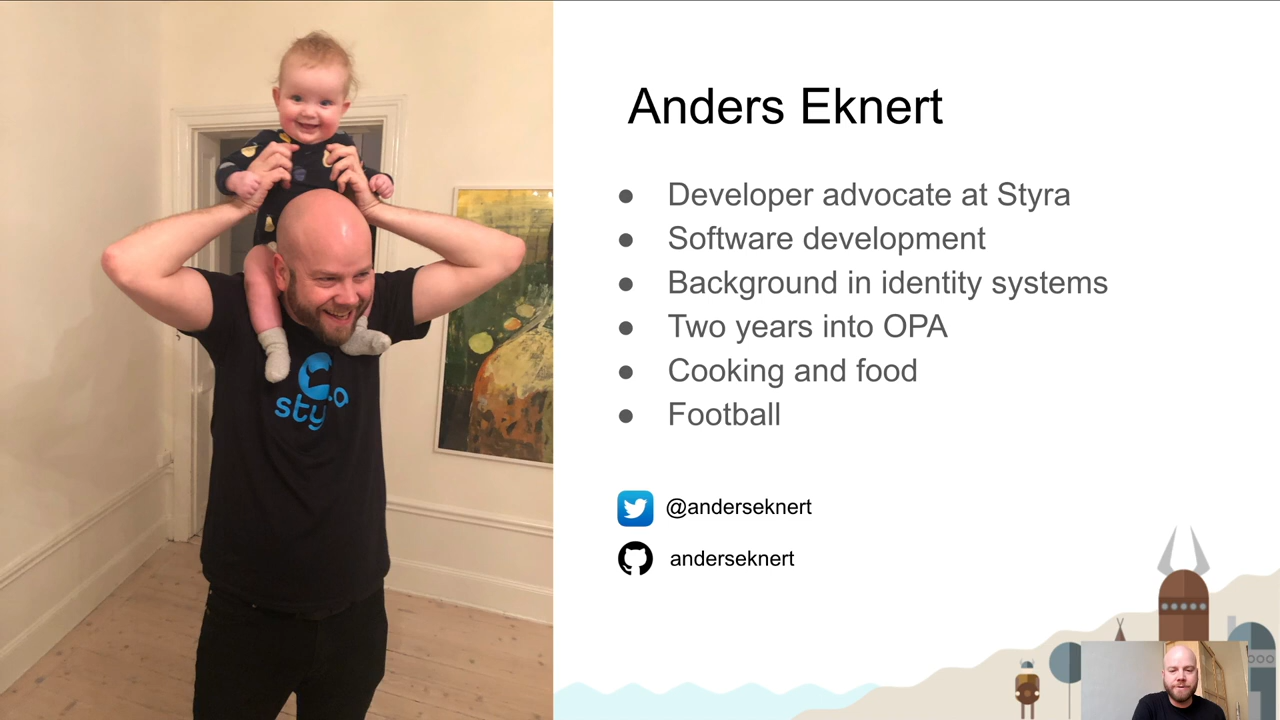 Anders Eknert
● Developer advocate at Styra
● Software development
● Background in identity systems
● Two years into OPA
● Cooking and food
● Football
@anderseknert
anderseknert